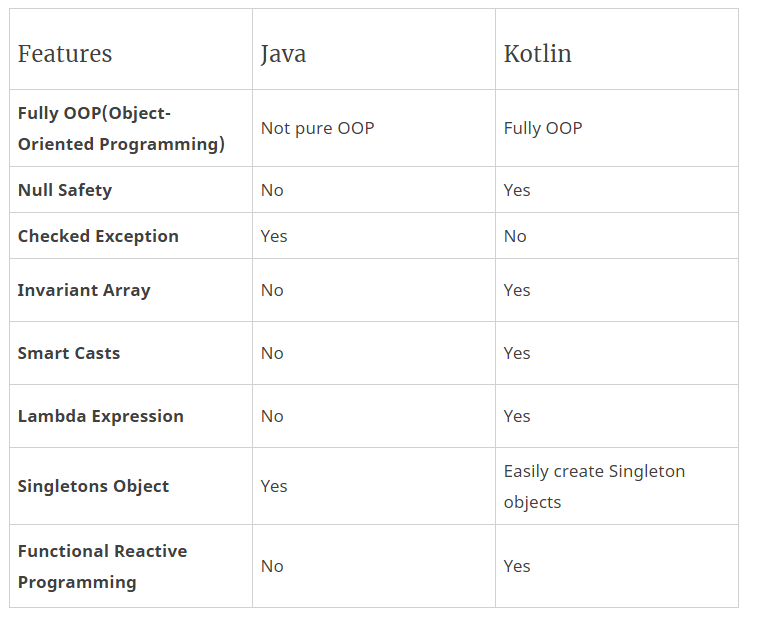 Features Java Kotlin
Fully OOP(Object-
Oriented Programming) Not pure OOP Fully OOP
Null Safety No Yes
Checked Exception Yes No
Invariant Array No Yes
Smart Casts No Yes
Lambda Expression No Yes
Singletons Object Yes Easily create Singleton
objects
Functional Reactive
Programming No Yes